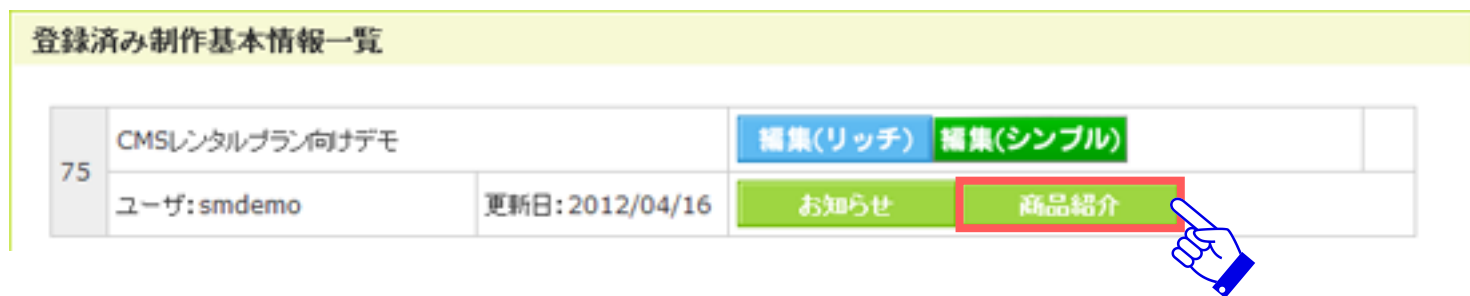 登録済み制作基本情報一覧
75
CMSレンタルプラン向けデモ
編集(リッチ) 編集(シンプル)
ユーザ:smdemo
更新日:2012/04/16
お知らせ 商品紹介